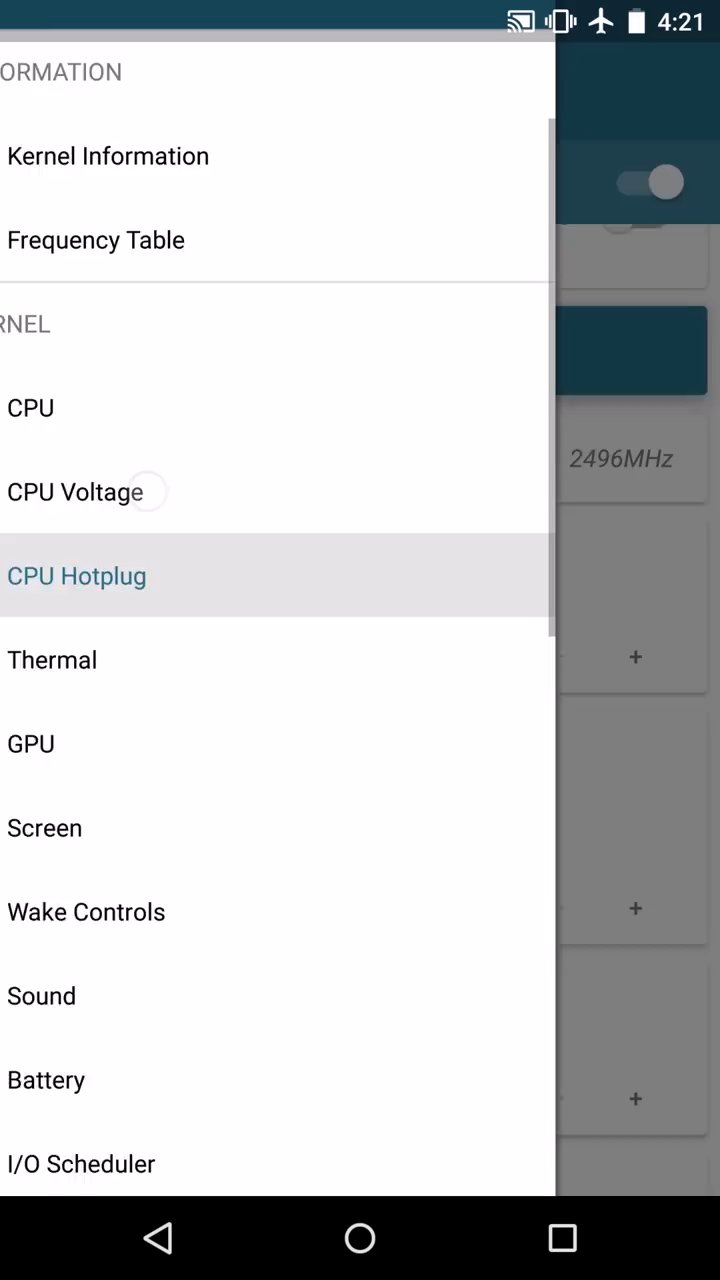 4:21
ORMATION
Kernel Information
Frequency Table
RNEL
CPU
CPU Voltage
2496MHz
CPU Hotplug
Thermal
+
GPU
Screen
Wake Controls
+
Sound
Battery
+
I/O Scheduler